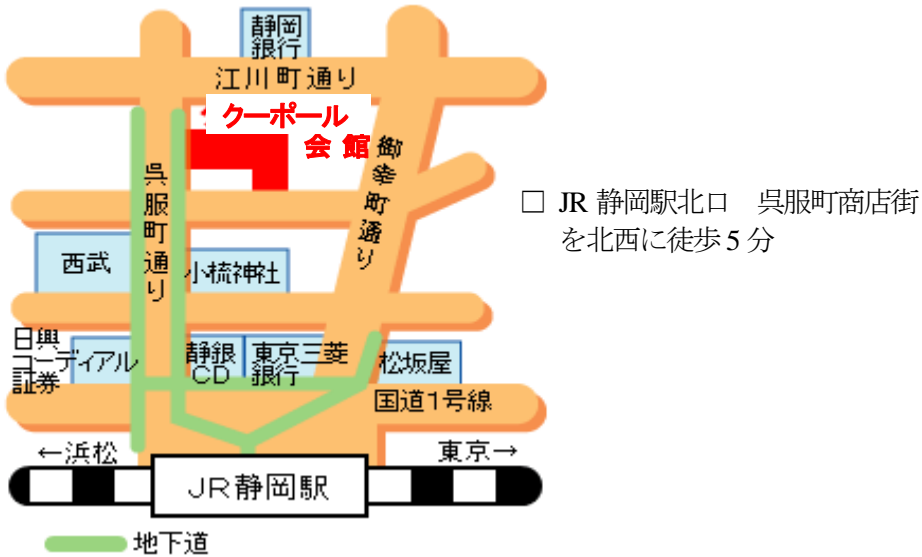 静岡
銀行
江川町通り
クーポール
会 館
御幸町通り
呉服町通り
□ JR 静岡駅北口　呉服町商店街
を北西に徒歩 5 分
西武
小梳神社
日興
コーディアル
証券
静銀
CD
東京三菱
銀行
松坂屋
国道1号線
←浜松
東京→
JR静岡駅
地下道